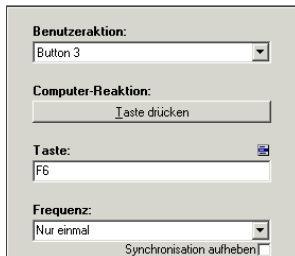 Benutzeraktion:
Button 3
Computer-Reaktion:
Taste drücken
Taste:
F6
Frequenz:
Nur einmal
Synchronisation aufheben